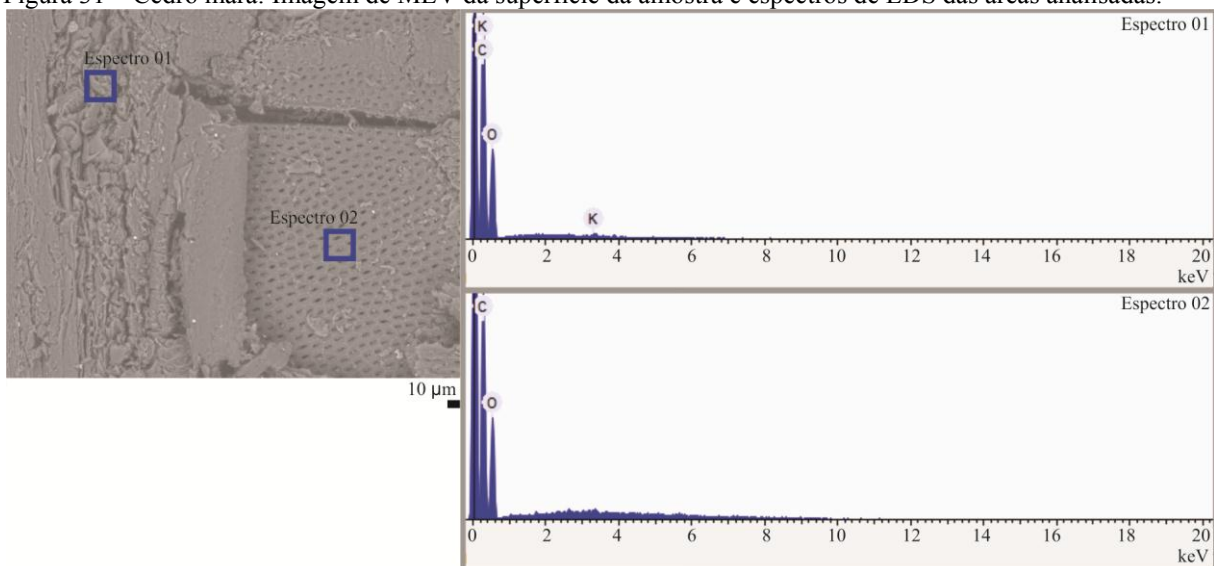 Figura 31 – Cedro mara. Imagem de MEV da superfície da amostra e espectros de EDS das áreas analisadas.
Espectro 01
Espectro 02
10 µm
Espectro 01
K
C
O
K
0 2 4 6 8 10 12 14 16 18 20
keV
Espectro 02
C
O
0 2 4 6 8 10 12 14 16 18 20
keV